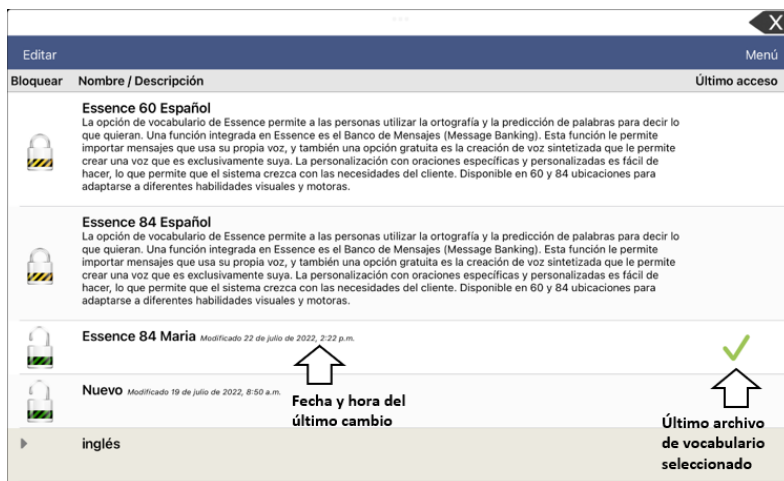 X
Editar Menú
Bloquear Nombre / Descripción Último acceso
Essence 60 Español
La opción de vocabulario de Essence permite a las personas utilizar la ortografía y la predicción de palabras para decir lo
que quieran. Una función integrada en Essence es el Banco de Mensajes (Message Banking). Esta función le permite
importar mensajes que usa su propia voz, y también una opción gratuita es la creación de voz sintetizada que le permite
crear una voz que es exclusivamente suya. La personalización con oraciones específicas y personalizadas es fácil de
hacer, lo que permite que el sistema crezca con las necesidades del cliente. Disponible en 60 y 84 ubicaciones para
adaptarse a diferentes habilidades visuales y motoras.
Essence 84 Español
La opción de vocabulario de Essence permite a las personas utilizar la ortografía y la predicción de palabras para decir lo
que quieran. Una función integrada en Essence es el Banco de Mensajes (Message Banking). Esta función le permite
importar mensajes que usa su propia voz, y también una opción gratuita es la creación de voz sintetizada que le permite
crear una voz que es exclusivamente suya. La personalización con oraciones específicas y personalizadas es fácil de
hacer, lo que permite que el sistema crezca con las necesidades del cliente. Disponible en 60 y 84 ubicaciones para
adaptarse a diferentes habilidades visuales y motoras.
Essence 84 Maria Modificado 22 de julio de 2022, 2:22 p.m.
Nuevo Modificado 19 de julio de 2022, 8:50 a.m.
Fecha y hora del
último cambio
Último archivo
de vocabulario
seleccionado
inglés